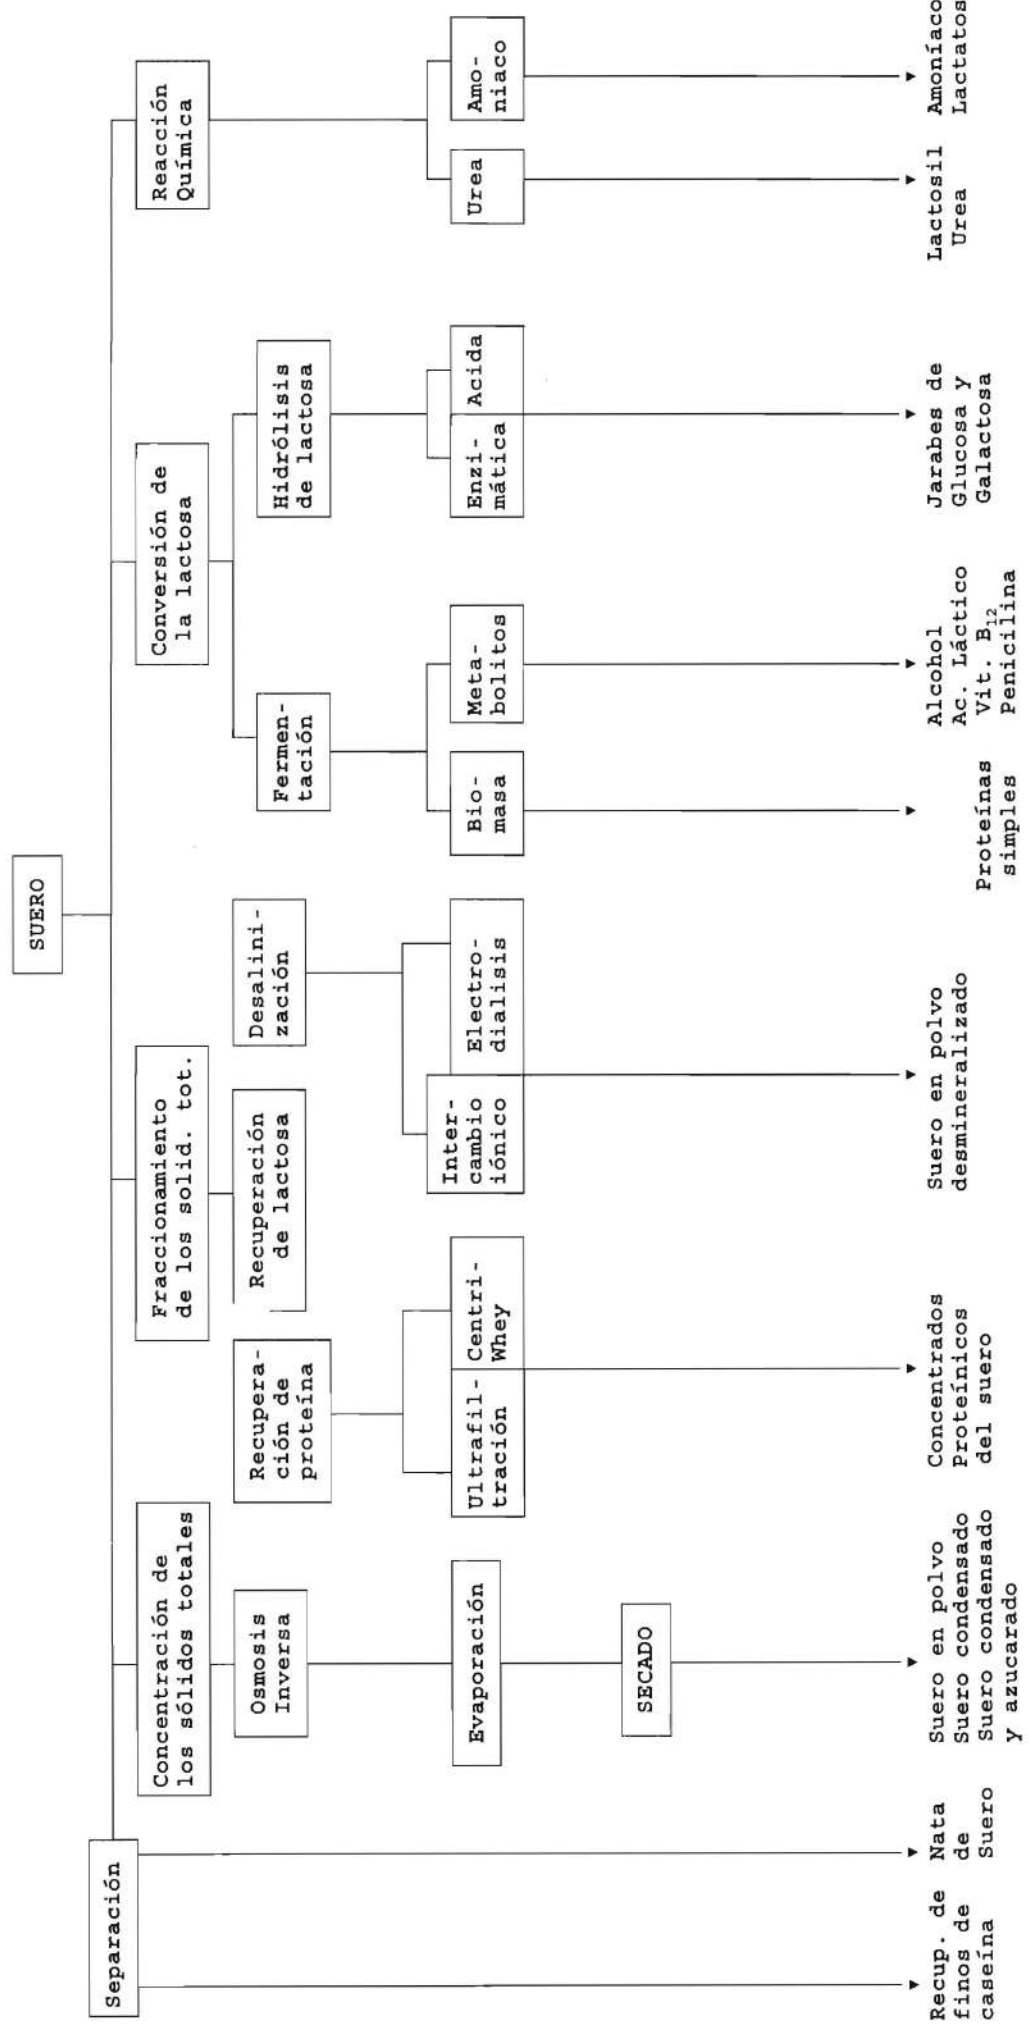 SUERO
Separación
Concentración de
los sólidos totales
Fraccionamiento
de los solid. tot.
Conversión de
la lactosa
Reacción
Química
Osmosis
Inversa
Recupera-
ción de
proteína
Recuperación
de lactosa
Desalini-
zación
Fermen-
tación
Hidrólisis
de lactosa
Evaporación
Ultrafil-
tración
Centri-
Whey
Inter-
cambio
iónico
Electro-
dialisis
Bio-
masa
Meta-
bolitos
Enzi-
mática
Acida
Urea
Amo-
niaco
SECADO
Recup. de
finos de
caseína
Nata
de
Suero
Suero en polvo
Suero condensado
Suero condensado
y azucarado
Concentrados
Proteínicos
del suero
Suero en polvo
desmineralizado
Proteínas
simples
Alcohol
Ac. Láctico
Vit. B₁₂
Penicilina
Jarabes de
Glucosa y
Galactosa
Lactosil
Urea
Amoníaco
Lactatos